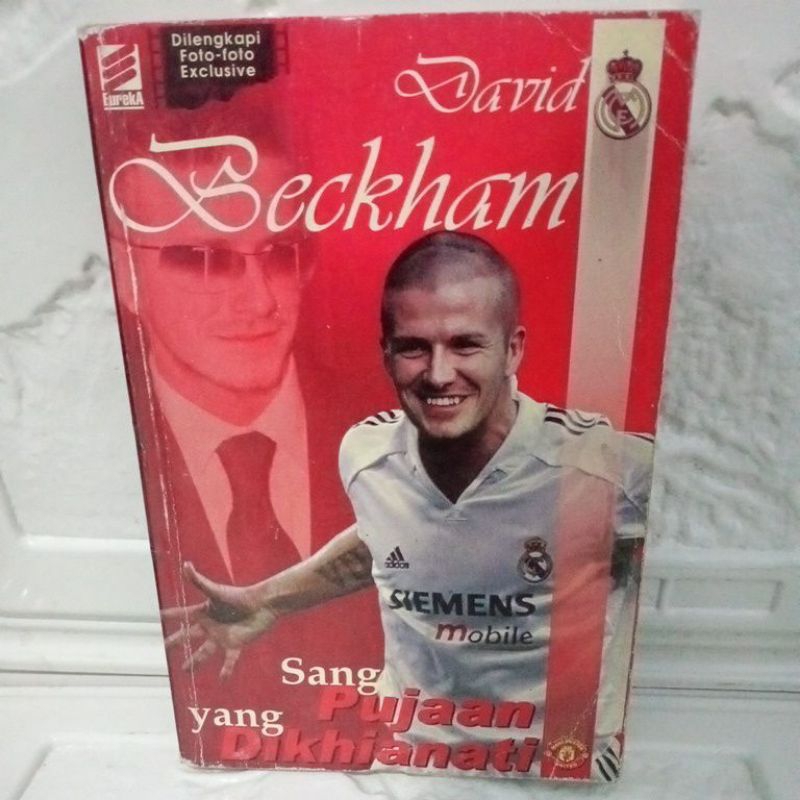 EurekA
Dilengkapi
Foto-foto
Exclusive
David
Beckham
adidas
SIEMENS
mobile
Sang
Pujaan
yang
Dikhianati